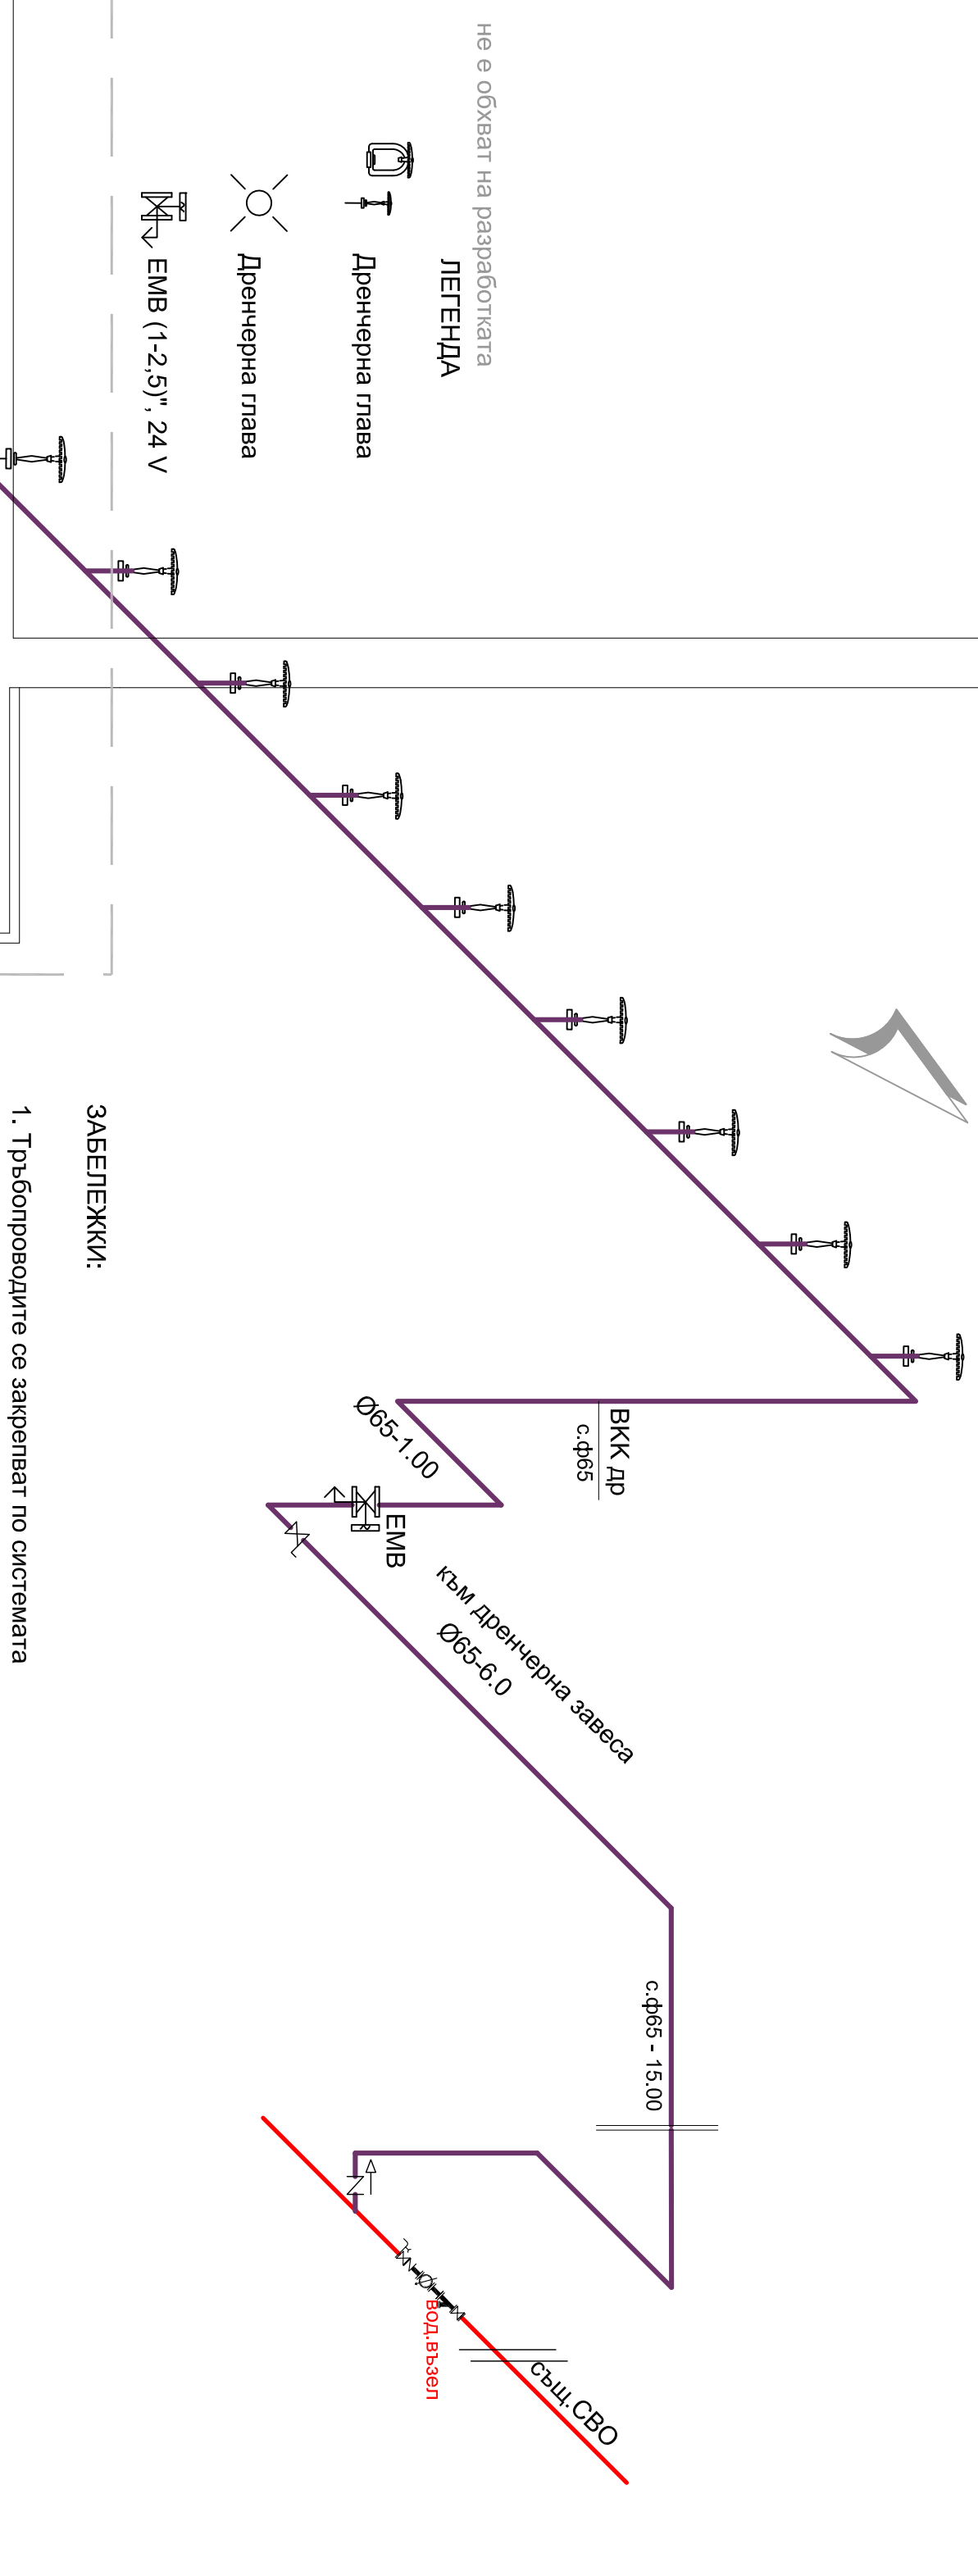 не е обхват на разработката
ЛЕГЕНДА
Дренчерна глава
Дренчерна глава
ЕМВ (1-2,5)", 24 V
ВКК др
с.ф65
Ø65-1.00
ЕМВ
към дренчерна завеса
Ø65-6.0
с.ф65 - 15.00
вод.възел
същ.СВО
ЗАБЕЛЕЖКИ:
1. Тръбопроводите се закрепват по системата